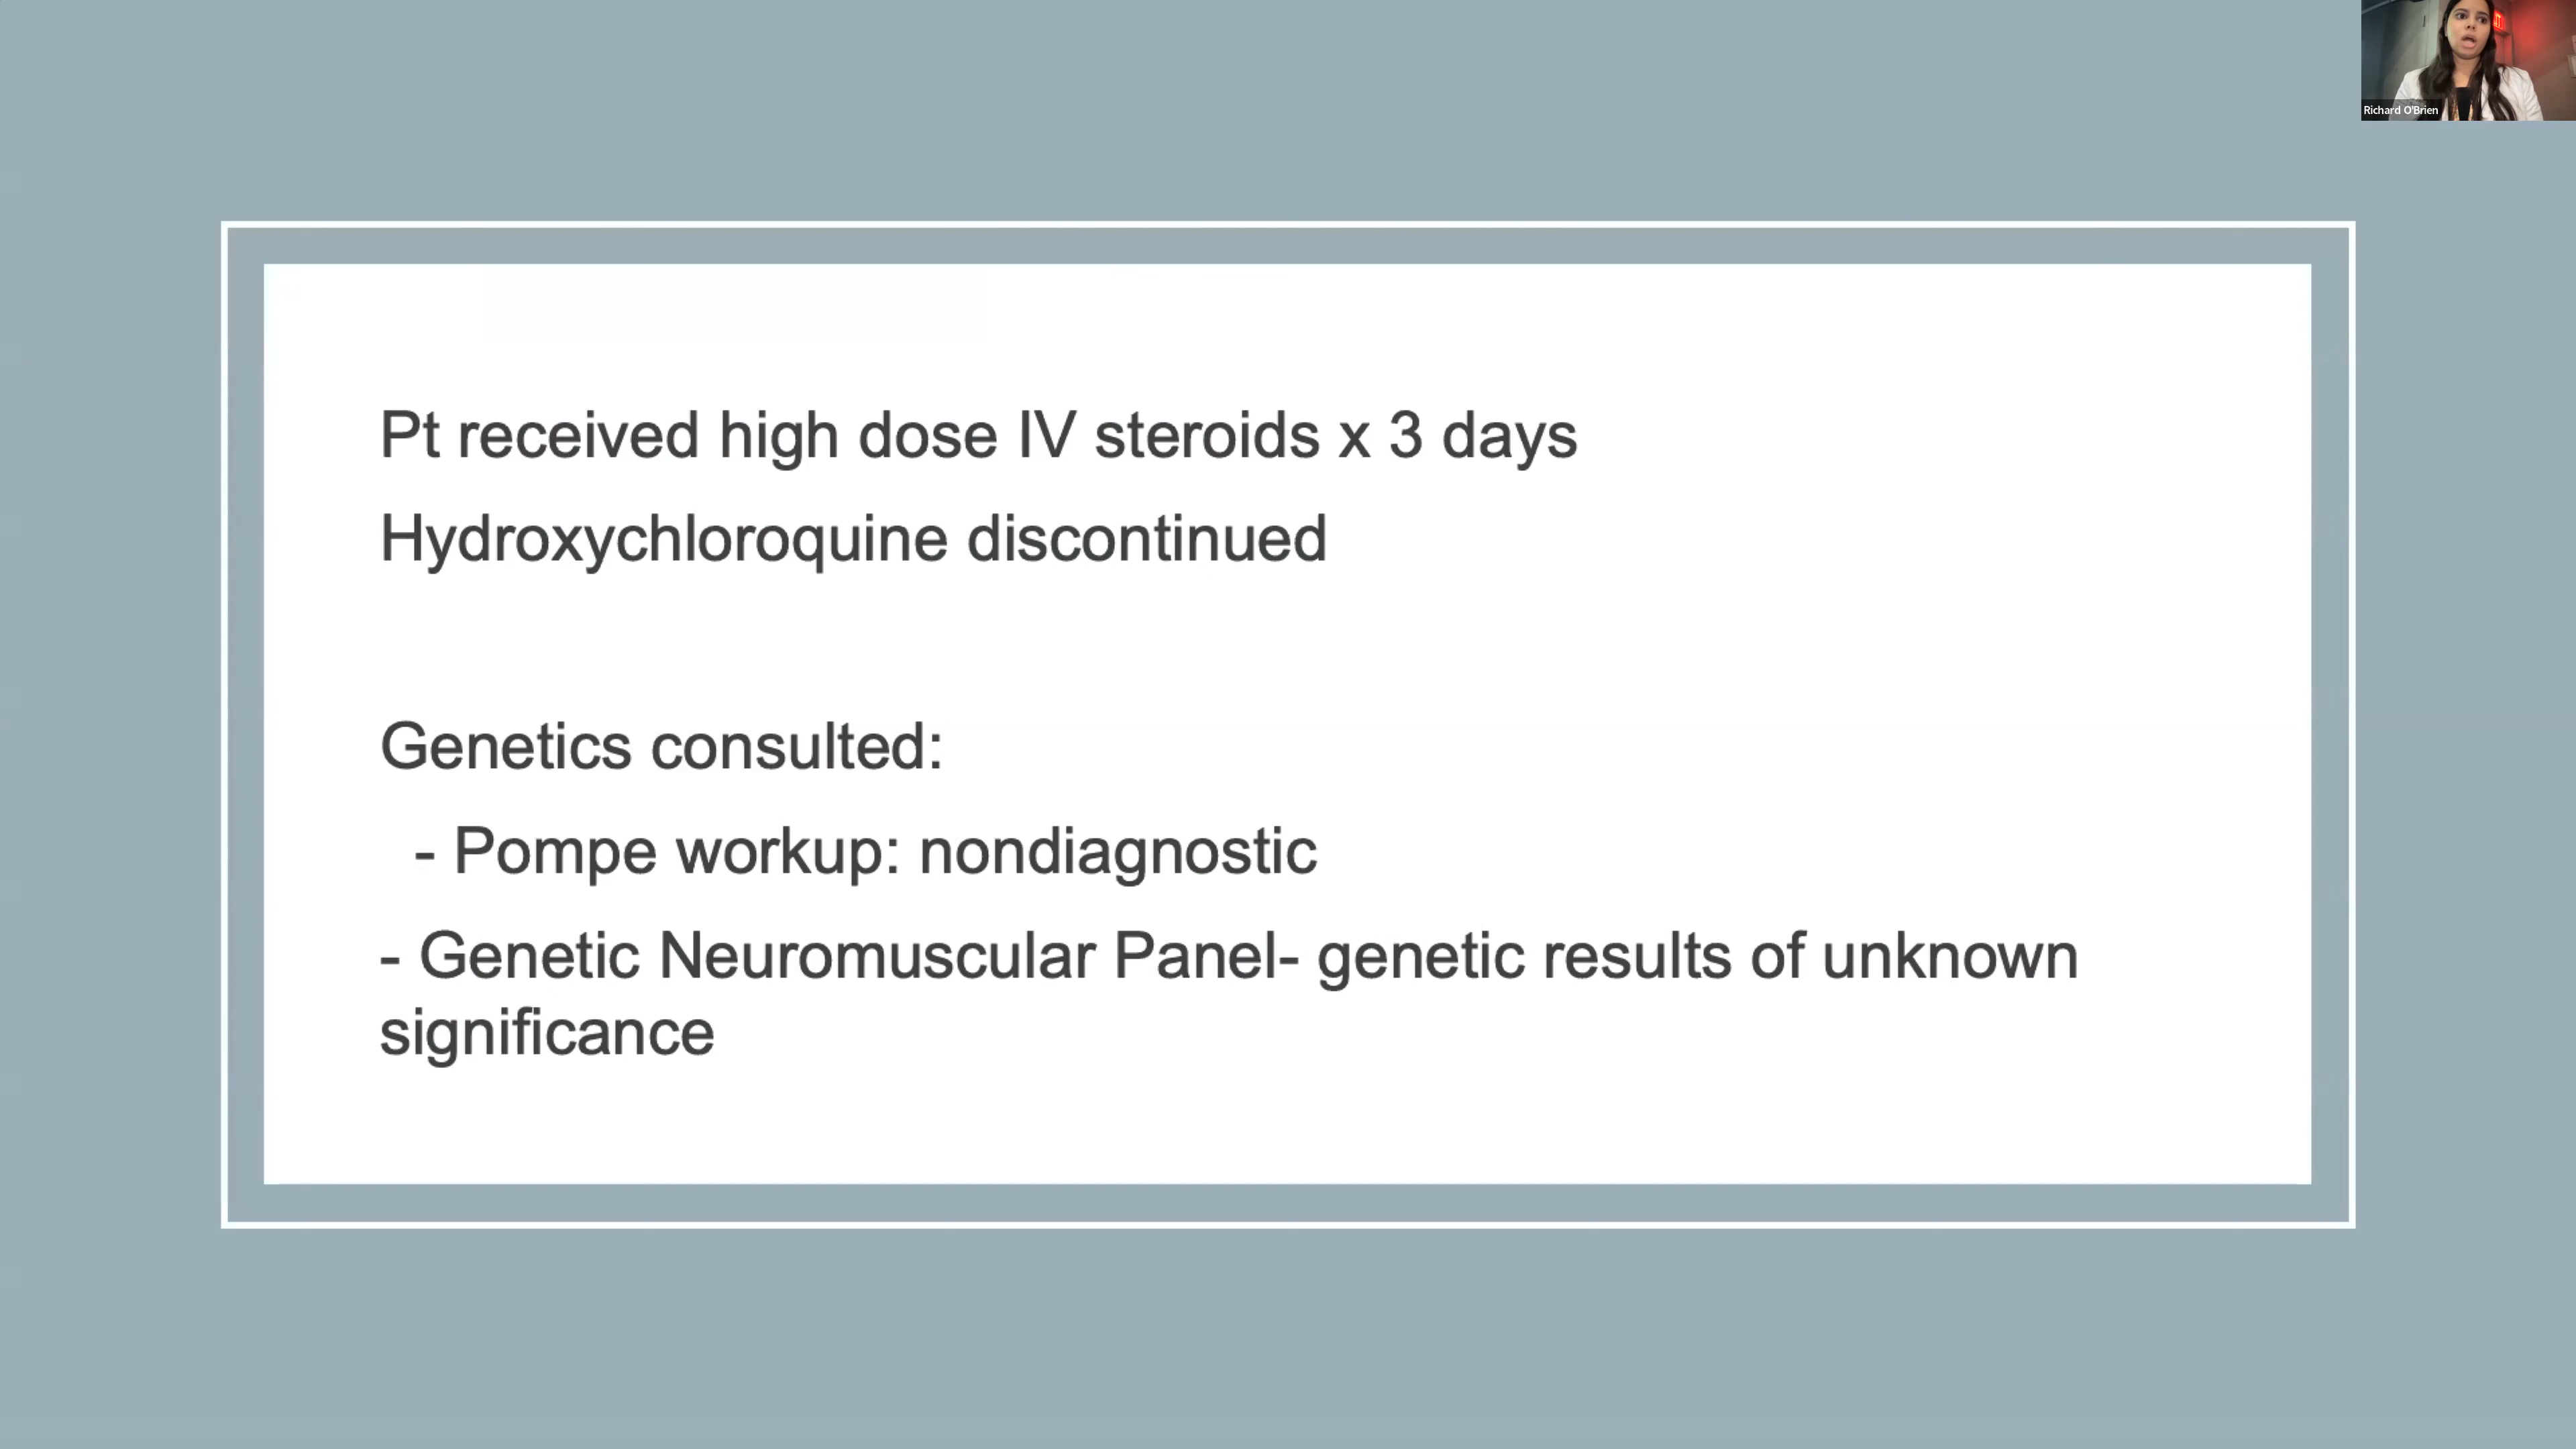 Richard O'Brien
Pt received high dose IV steroids x 3 days
Hydroxychloroquine discontinued
Genetics consulted:
- Pompe workup: nondiagnostic
- Genetic Neuromuscular Panel- genetic results of unknown
significance